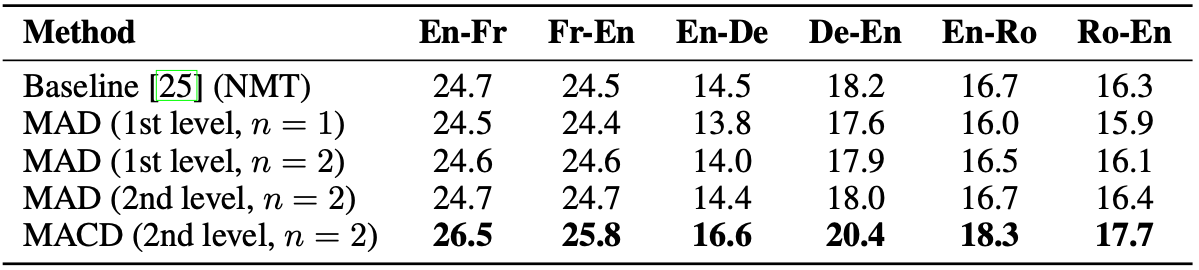 Method En-Fr Fr-En En-De De-En En-Ro Ro-En
Baseline [25] (NMT) 24.7 24.5 14.5 18.2 16.7 16.3
MAD (1st level, n = 1) 24.5 24.4 13.8 17.6 16.0 15.9
MAD (1st level, n = 2) 24.6 24.6 14.0 17.9 16.5 16.1
MAD (2nd level, n = 2) 24.7 24.7 14.4 18.0 16.7 16.4
MACD (2nd level, n = 2) 26.5 25.8 16.6 20.4 18.3 17.7